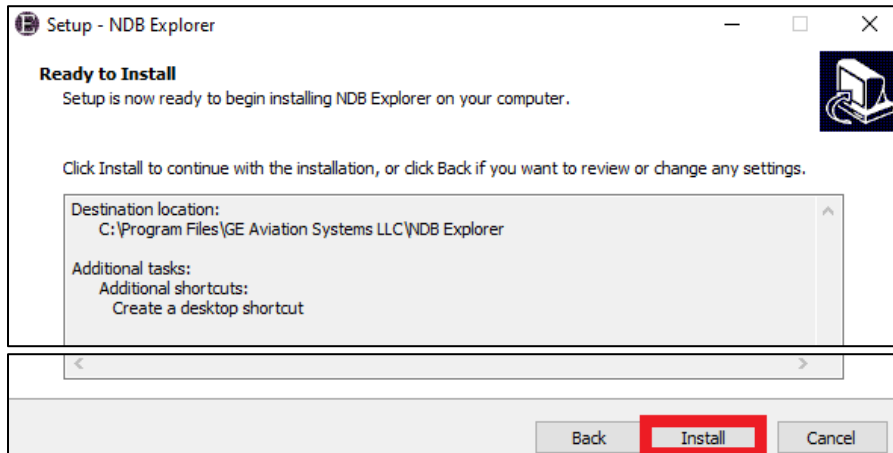 Setup - NDB Explorer
Ready to Install
Setup is now ready to begin installing NDB Explorer on your computer.
Click Install to continue with the installation, or click Back if you want to review or change any settings.
Destination location:
C:\Program Files\GE Aviation Systems LLC\NDB Explorer
Additional tasks:
Additional shortcuts:
Create a desktop shortcut
Back Install Cancel